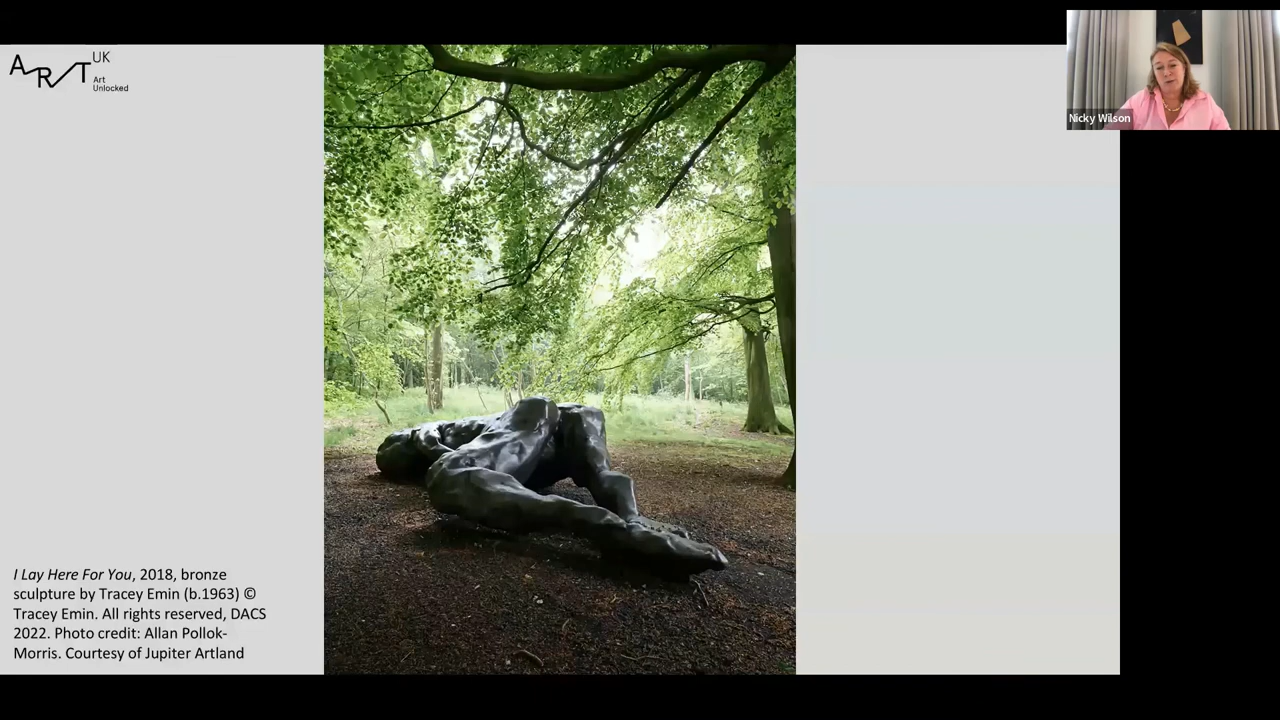 ART UK
Art
Unlocked
Nicky Wilson
I Lay Here For You, 2018, bronze
sculpture by Tracey Emin (b.1963) ©
Tracey Emin. All rights reserved, DACS
2022. Photo credit: Allan Pollok-
Morris. Courtesy of Jupiter Artland